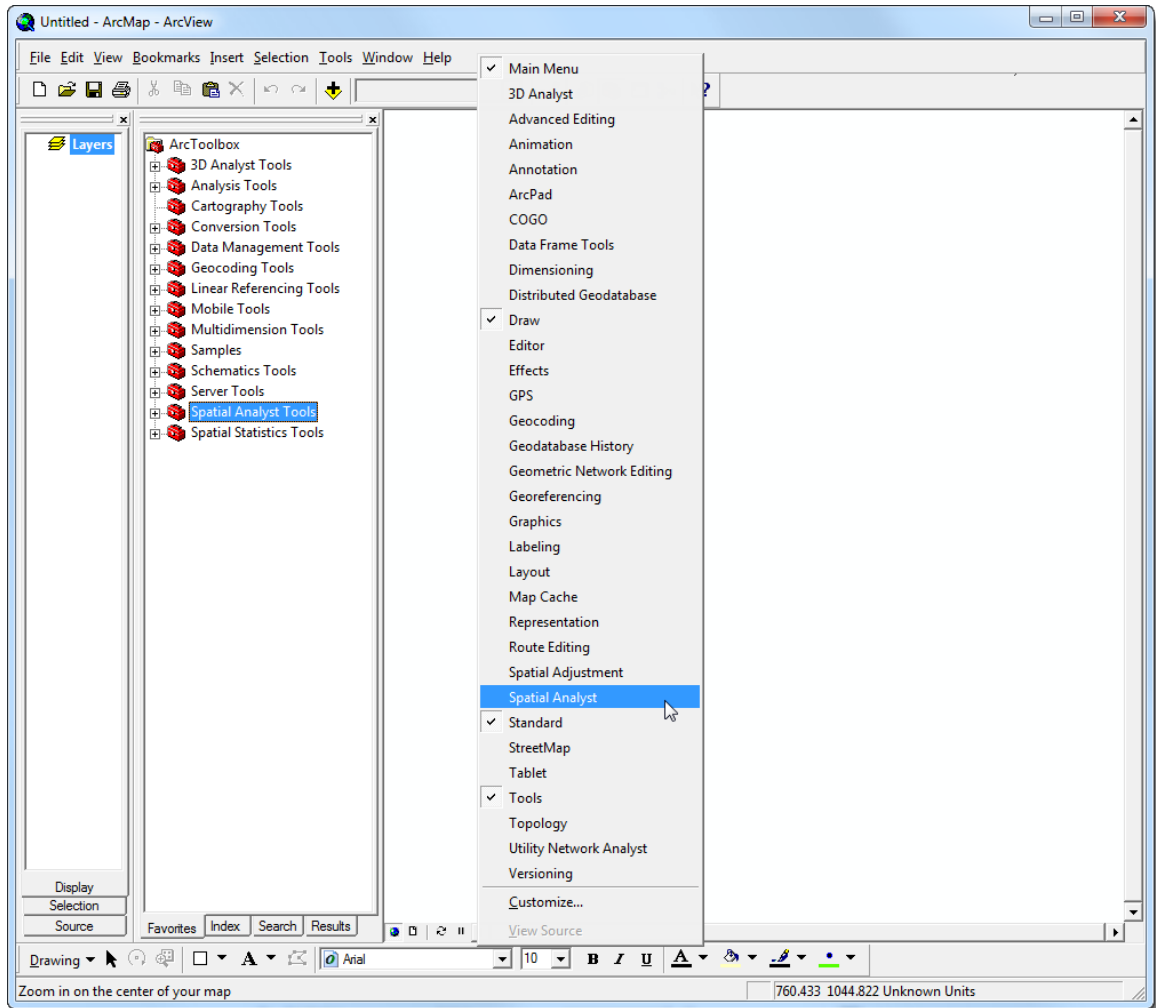 Untitled - ArcMap - ArcView
File Edit View Bookmarks Insert Selection Tools Window Help
?
Layers
ArcToolbox
3D Analyst Tools
Analysis Tools
Cartography Tools
Conversion Tools
Data Management Tools
Geocoding Tools
Linear Referencing Tools
Mobile Tools
Multidimension Tools
Samples
Schematics Tools
Server Tools
Spatial Analyst Tools
Spatial Statistics Tools
Main Menu
3D Analyst
Advanced Editing
Animation
Annotation
ArcPad
COGO
Data Frame Tools
Dimensioning
Distributed Geodatabase
Draw
Editor
Effects
GPS
Geocoding
Geodatabase History
Geometric Network Editing
Georeferencing
Graphics
Labeling
Layout
Map Cache
Representation
Route Editing
Spatial Adjustment
Spatial Analyst
Standard
StreetMap
Tablet
Tools
Topology
Utility Network Analyst
Versioning
Customize...
View Source
Display
Selection
Source
Favorites Index Search Results
Drawing A Arial 10 B I U A
Zoom in on the center of your map 760.433 1044.822 Unknown Units